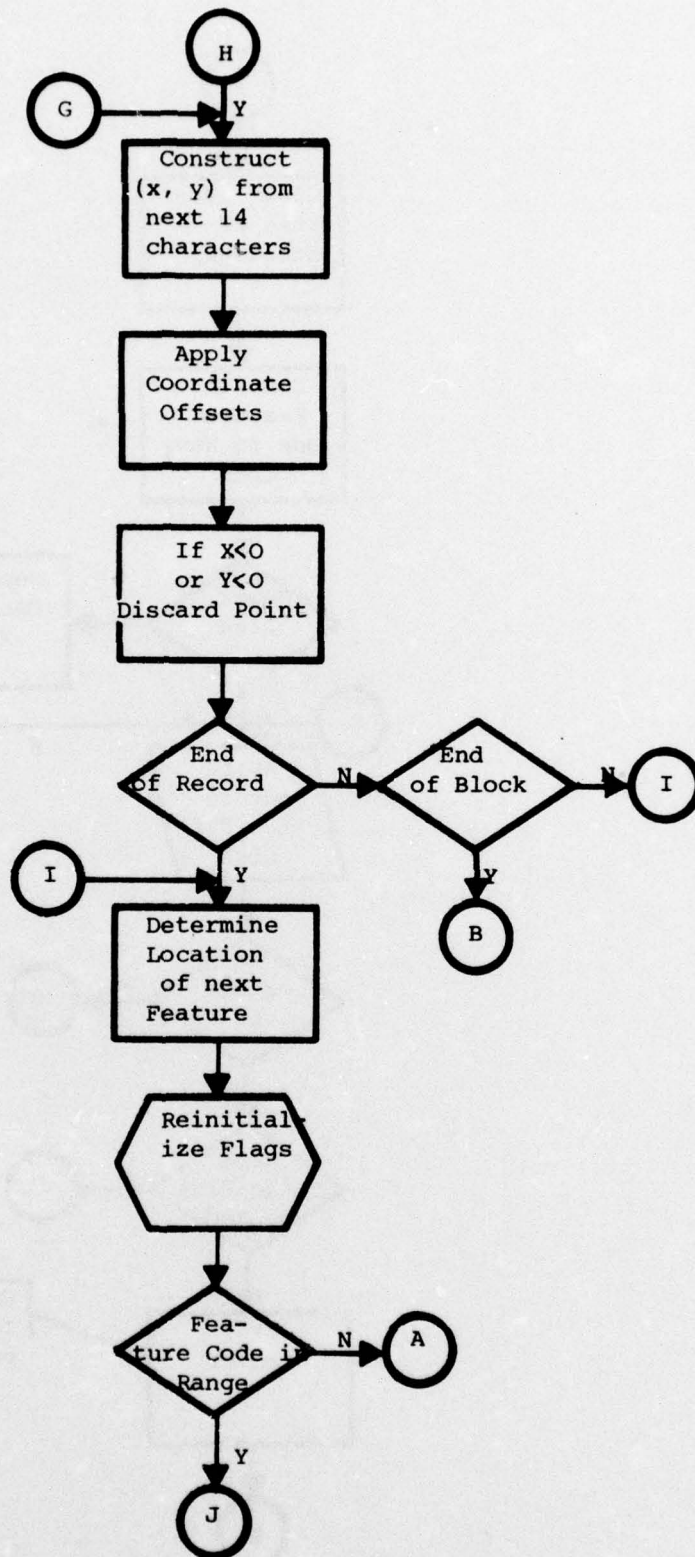 H
G
Y
Construct
(x, y) from
next 14
characters
Apply
Coordinate
Offsets
If X<0
or Y<0
Discard Point
End
of Record
N
End
of Block
N
I
I
Y
Y
B
Determine
Location
of next
Feature
Reinitial-
ize Flags
Fea-
ture Code in
Range
N
A
Y
J